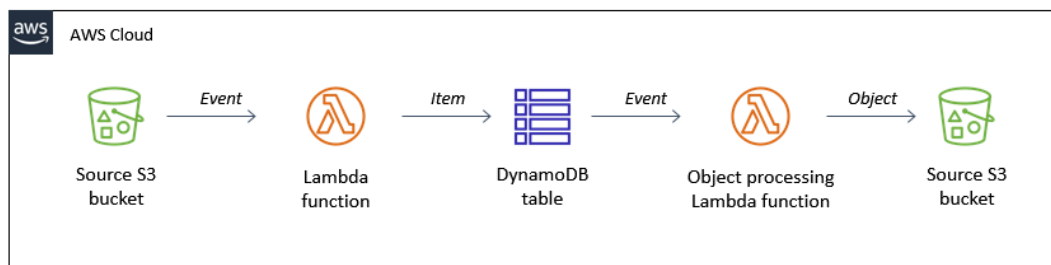 aws
AWS Cloud
Event
Item
Event
Object
Source S3
bucket
Lambda
function
DynamoDB
table
Object processing
Lambda function
Source S3
bucket